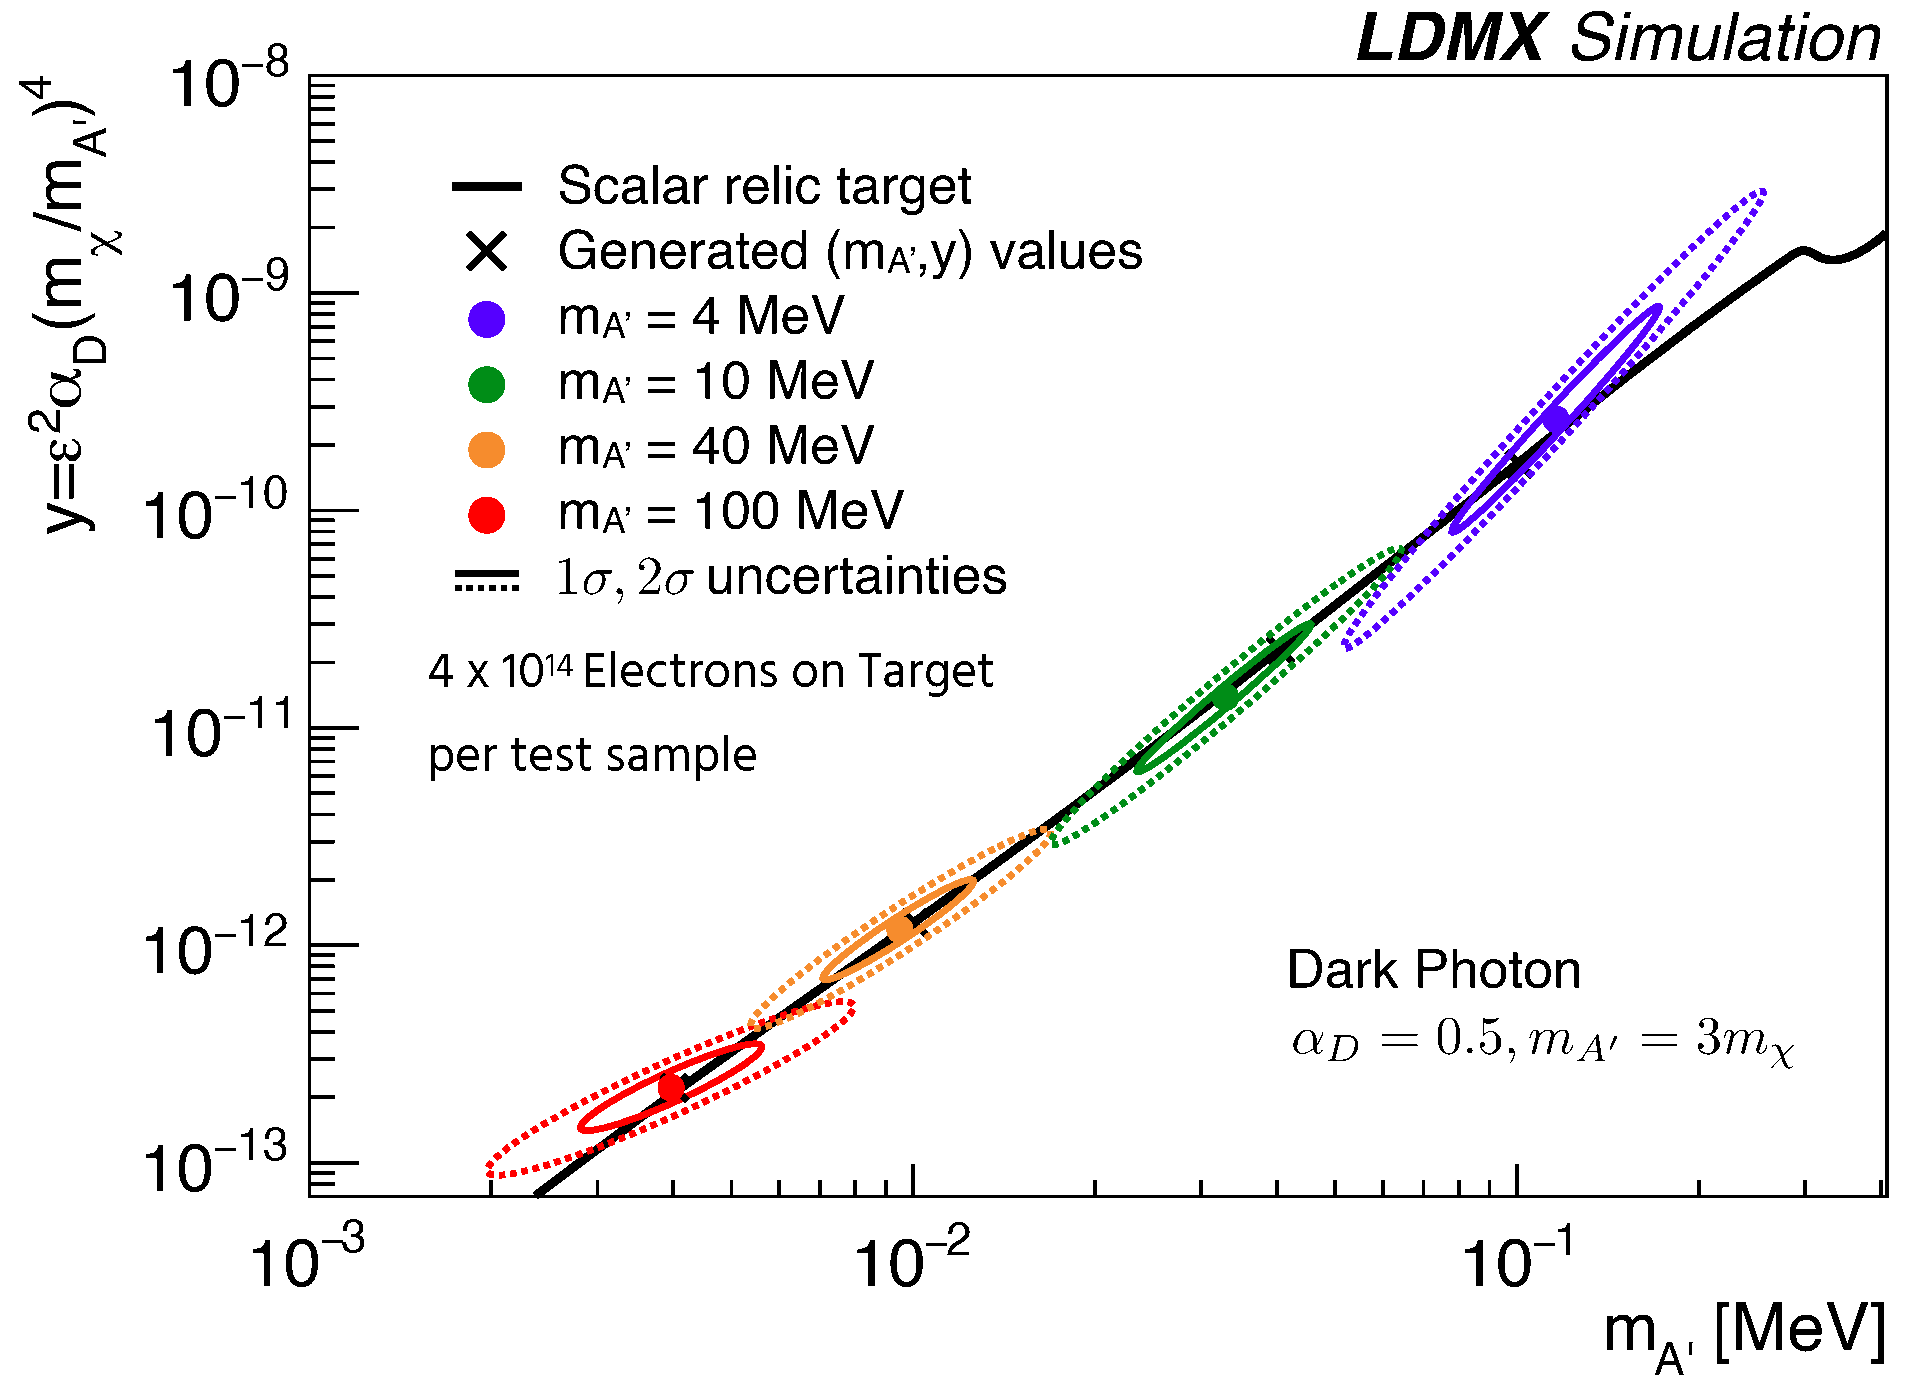 LDMX Simulation
y=ε²α_D(m_χ/m_A')⁴
10⁻⁸
10⁻⁹
10⁻¹⁰
10⁻¹¹
10⁻¹²
10⁻¹³
Scalar relic target
Generated (m_A',y) values
m_A' = 4 MeV
m_A' = 10 MeV
m_A' = 40 MeV
m_A' = 100 MeV
1σ, 2σ uncertainties
4 x 10¹⁴ Electrons on Target
per test sample
Dark Photon
α_D = 0.5, m_A′ = 3m_χ
10⁻³ 10⁻² 10⁻¹
m_A' [MeV]